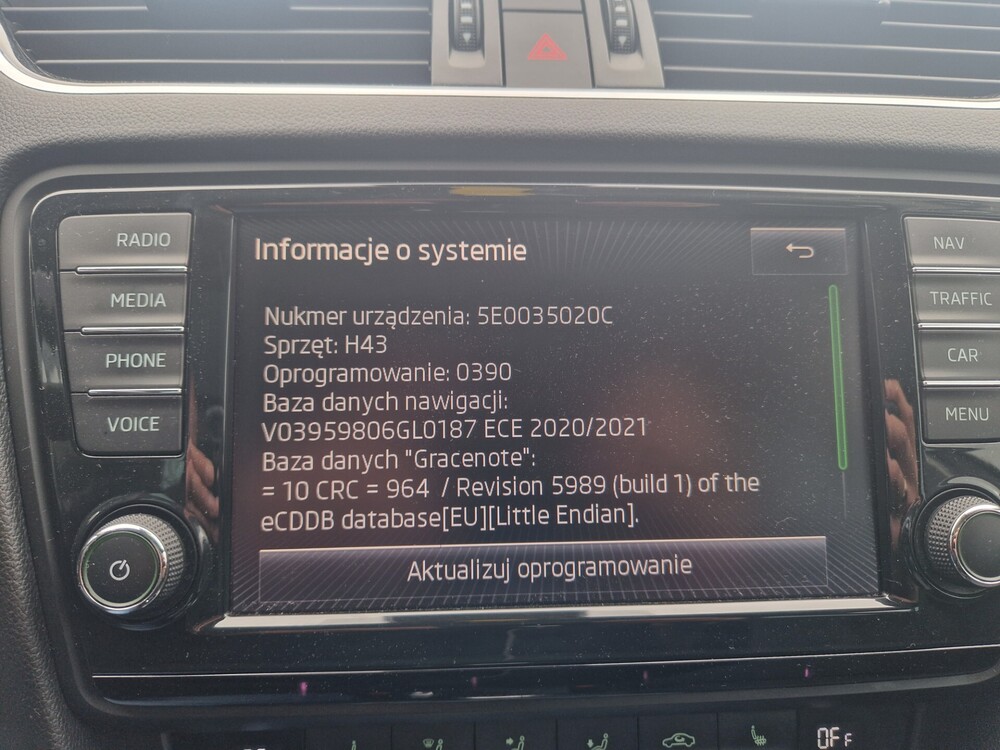 RADIO
MEDIA
PHONE
VOICE
Informacje o systemie
Nukmer urządzenia: 5E0035020C
Sprzęt: H43
Oprogramowanie: 0390
Baza danych nawigacji:
V03959806GL0187 ECE 2020/2021
Baza danych "Gracenote":
= 10 CRC = 964 / Revision 5989 (build 1) of the
eCDDB database[EU][Little Endian].
Aktualizuj oprogramowanie
NAV
TRAFFIC
CAR
MENU
OFF